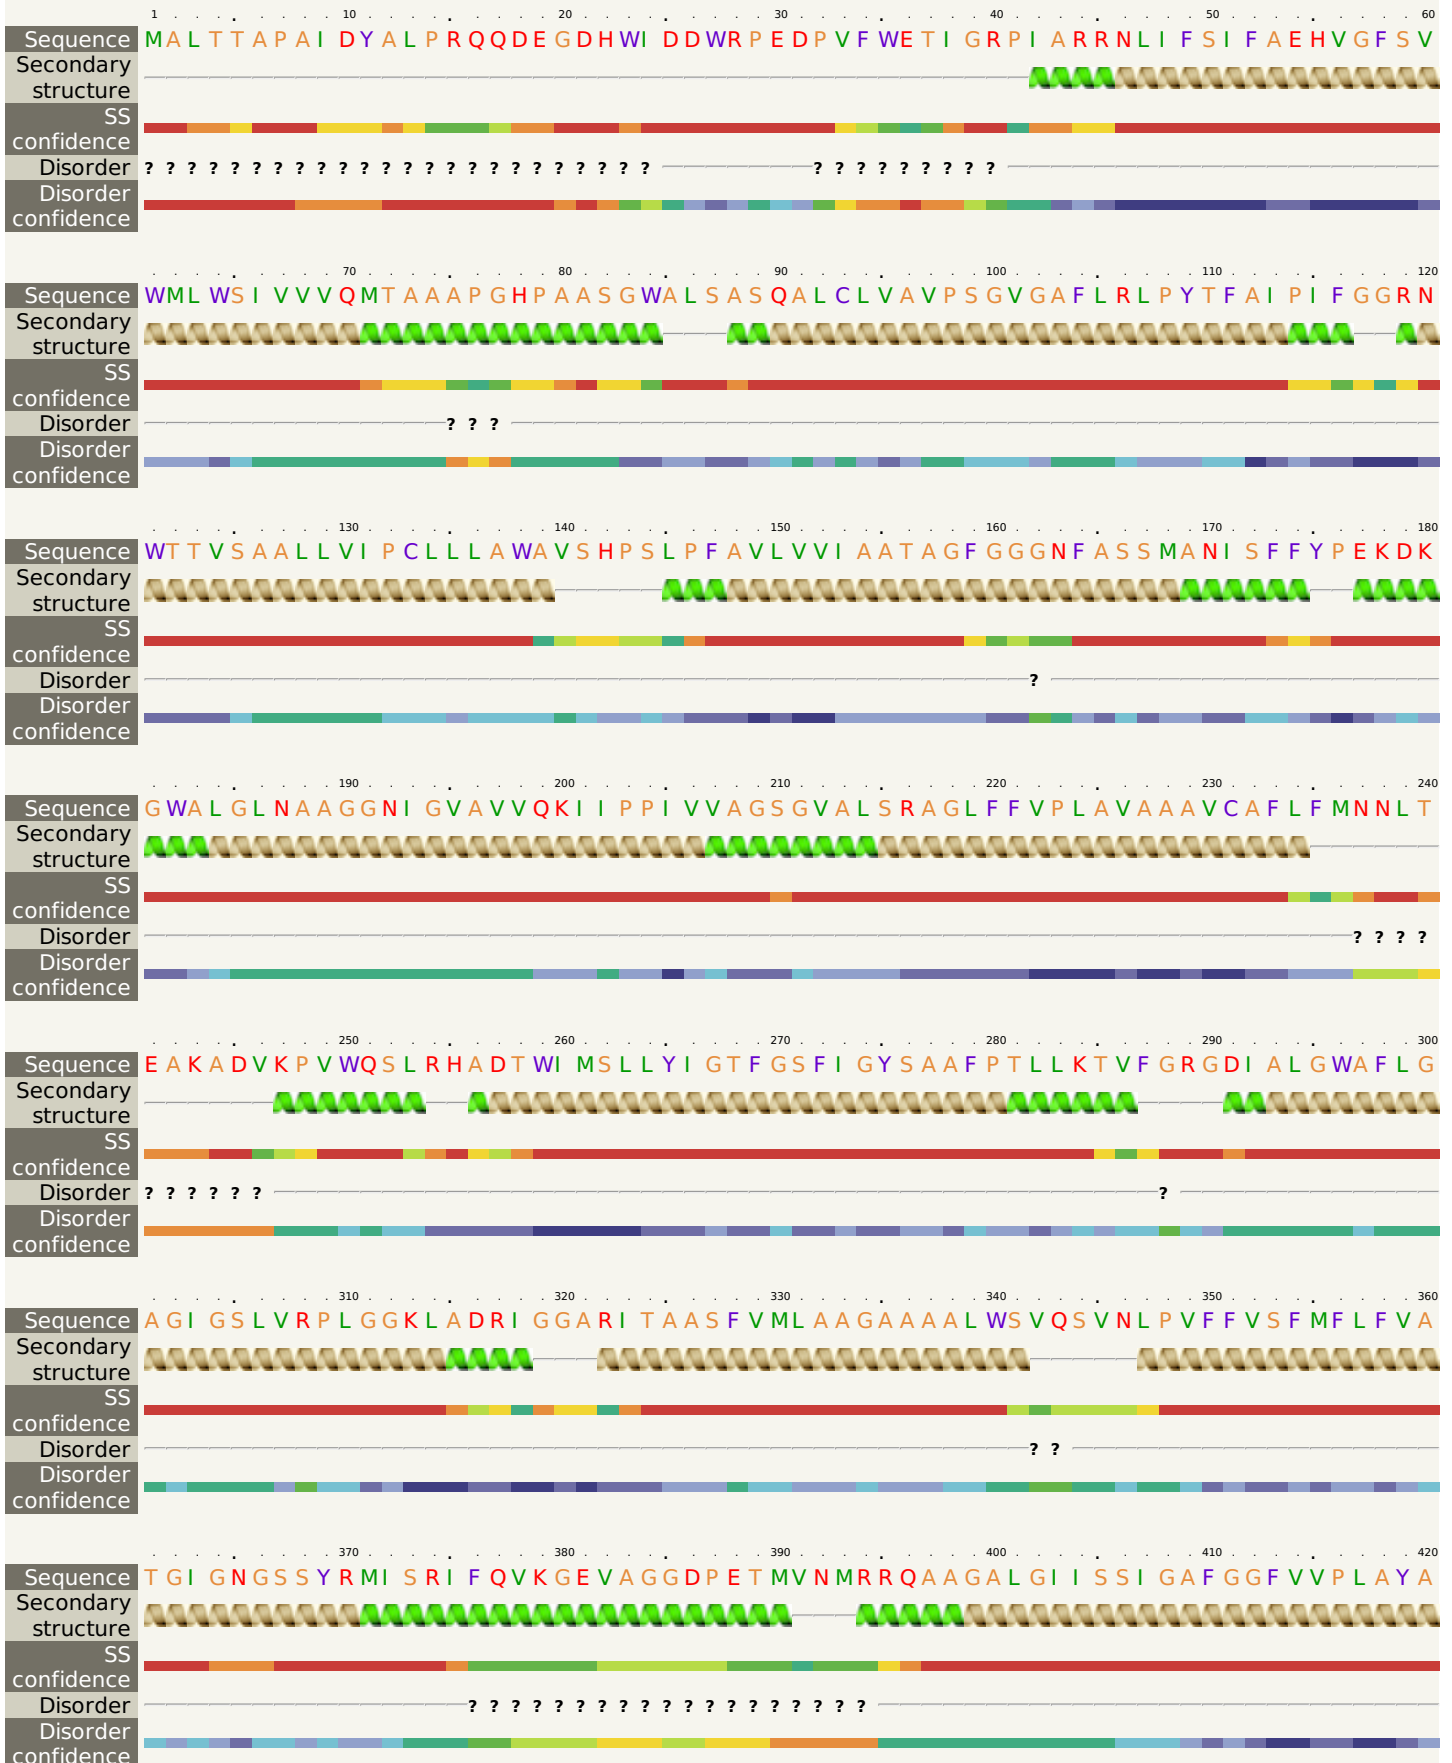 1 10 20 30 40 50 60
Sequence MALTTAPAIDYALPRQQDEGDHWIDDWRPEDPVFWETIGRPIARRNLIFSIFAEHVGFSV
Secondary
structure
SS
confidence
Disorder ? ? ? ? ? ? ? ? ? ? ? ? ? ? ? ? ? ? ? ? ? ? ? ? ? ? ? ? ? ? ? ? ?
Disorder
confidence
70 80 90 100 110 120
Sequence WMLWSIVVVQMTAAAPGHPAASGWALSASQALCLVAVPSGVGAFLRLPYTFAIPIFGGRN
Secondary
structure
SS
confidence
Disorder ? ? ?
Disorder
confidence
130 140 150 160 170 180
Sequence WTTVSAALLVIPCLLLAWAVSHPSLPFAVLVVIAATAGFGGGNFASSMANISFFYPEKDK
Secondary
structure
SS
confidence
Disorder ?
Disorder
confidence
190 200 210 220 230 240
Sequence GWALGLNAAGGNIGVAVVQKIIPPIVVAGSGVALSRAGLFFVPLAVAAAVCAFLFMNNLT
Secondary
structure
SS
confidence
Disorder ? ? ? ?
Disorder
confidence
250 260 270 280 290 300
Sequence EAKADVKPVWQSLRHADTWIMSLLYIGTFGSFIGYSAAFPTLLKTVFGRGDIALGWAFLG
Secondary
structure
SS
confidence
Disorder ? ? ? ? ? ? ?
Disorder
confidence
310 320 330 340 350 360
Sequence AGIGSLVRPLGGKLADRIGGARITAASFVMLAAGAAAALWSVQSVNLPVFFVSFMFLFVA
Secondary
structure
SS
confidence
Disorder ? ?
Disorder
confidence
370 380 390 400 410 420
Sequence TGIGNGSSYRMISRIFQVKGEVAGGDPETMVNMRRQAAGALGIISSIGAFGGFVVPLAYA
Secondary
structure
SS
confidence
Disorder ? ? ? ? ? ? ? ? ? ? ? ? ? ? ? ? ? ? ?
Disorder
confidence